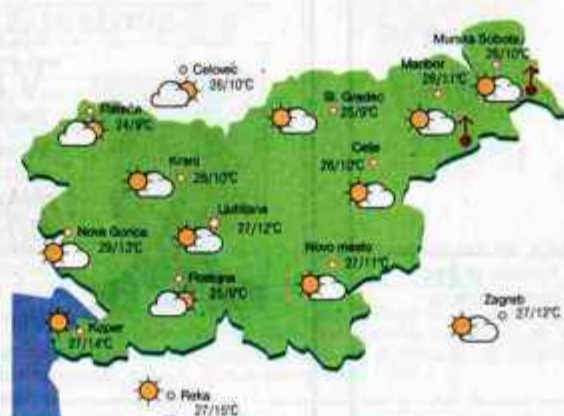 Murska Sobota
26/10°C
Maribor
26/11°C
Celovec
26/10°C
Sl. Gradec
25/9°C
Rateče
24/9°C
Celje
26/10°C
Kranj
26/10°C
Ljubljana
27/12°C
Nova Gorica
29/13°C
Novo mesto
27/11°C
Postojna
25/9°C
Zagreb
27/12°C
Koper
27/14°C
Reka
27/15°C